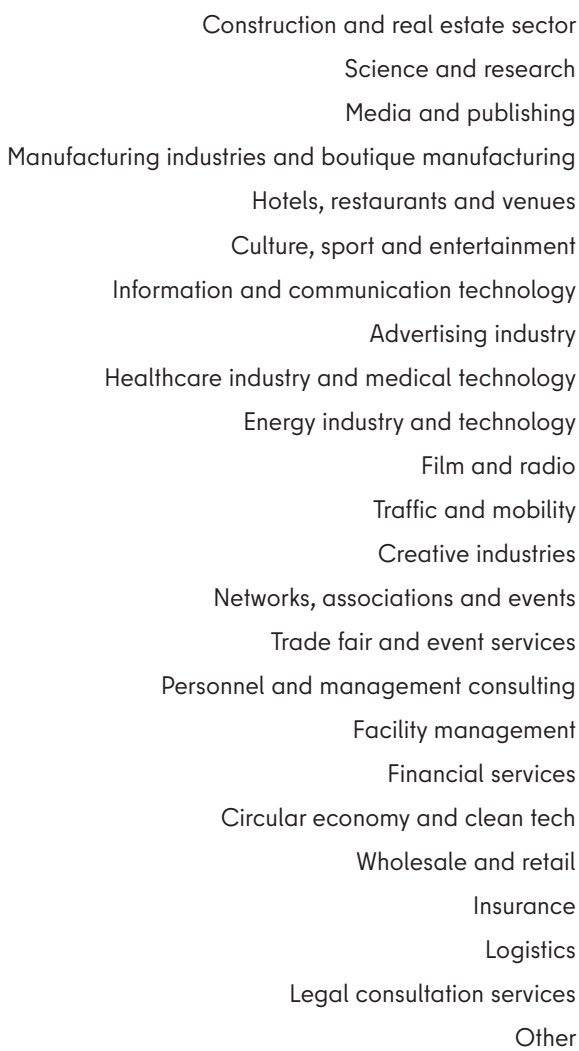 Construction and real estate sector
Science and research
Media and publishing
Manufacturing industries and boutique manufacturing
Hotels, restaurants and venues
Culture, sport and entertainment
Information and communication technology
Advertising industry
Healthcare industry and medical technology
Energy industry and technology
Film and radio
Traffic and mobility
Creative industries
Networks, associations and events
Trade fair and event services
Personnel and management consulting
Facility management
Financial services
Circular economy and clean tech
Wholesale and retail
Insurance
Logistics
Legal consultation services
Other